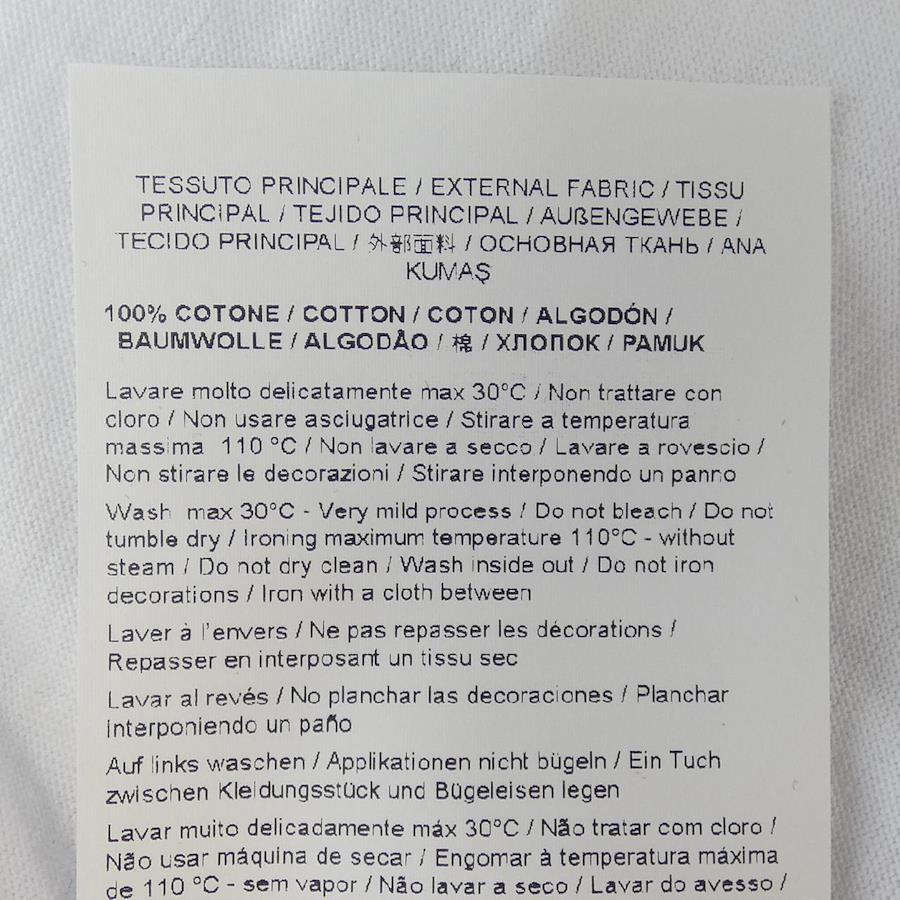 TESSUTO PRINCIPALE / EXTERNAL FABRIC / TISSU
PRINCIPAL / TEJIDO PRINCIPAL / AUßENGEWEBE /
TECIDO PRINCIPAL / 外部面料 / ОСНОВНАЯ ТКАНЬ / ANA
KUMAŞ
100% COTONE / COTTON / COTON / ALGODÓN /
BAUMWOLLE / ALGODÃO / 棉 / ХЛОПОК / PAMUK
Lavare molto delicatamente max 30°C / Non trattare con
cloro / Non usare asciugatrice / Stirare a temperatura
massima 110 °C / Non lavare a secco / Lavare a rovescio /
Non stirare le decorazioni / Stirare interponendo un panno
Wash max 30°C - Very mild process / Do not bleach / Do not
tumble dry / Ironing maximum temperature 110°C - without
steam / Do not dry clean / Wash inside out / Do not iron
decorations / Iron with a cloth between
Laver à l'envers / Ne pas repasser les décorations /
Repasser en interposant un tissu sec
Lavar al revés / No planchar las decoraciones / Planchar
interponiendo un paño
Auf links waschen / Applikationen nicht bügeln / Ein Tuch
zwischen Kleidungsstück und Bügeleisen legen
Lavar muito delicadamente máx 30°C / Não tratar com cloro /
Não usar máquina de secar / Engomar à temperatura máxima
de 110 °C - sem vapor / Não lavar a seco / Lavar do avesso /